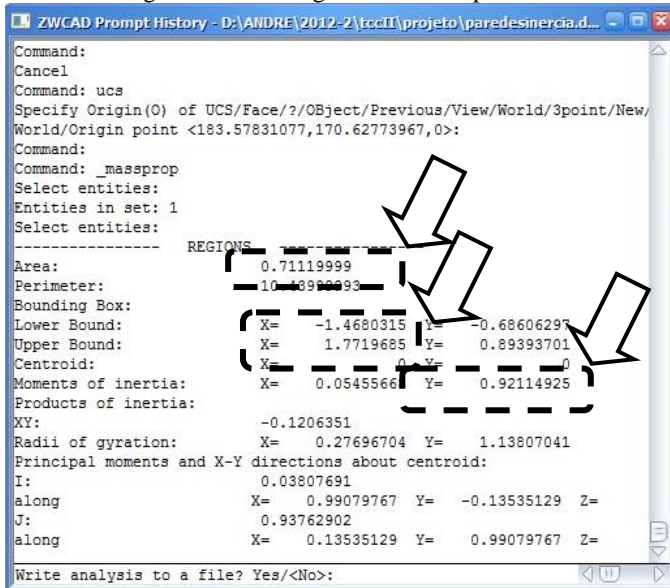 ZWCAD Prompt History - D:\ANDRE\2012-2\tccII\projeto\paredesinercia.d...
Command:
Cancel
Command: ucs
Specify Origin(O) of UCS/Face/?/OBject/Previous/View/World/3point/New/
World/Origin point <183.57831077,170.62773967,0>:
Command:
Command: _massprop
Select entities:
Entities in set: 1
Select entities:
---------------- REGIONS ----------------
Area: 0.71119999
Perimeter:
Bounding Box:
Lower Bound: X= -1.4680315 Y= -0.68606297
Upper Bound: X= 1.7719685 Y= 0.89393701
Centroid: X= 0 Y= 0
Moments of inertia: X= Y= 0.92114925
Products of inertia:
XY: -0.1206351
Radii of gyration: X= 0.27696704 Y= 1.13807041
Principal moments and X-Y directions about centroid:
I: 0.03807691
along X= 0.99079767 Y= -0.13535129 Z=
J: 0.93762902
along X= 0.13535129 Y= 0.99079767 Z=
Write analysis to a file? Yes/<No>: